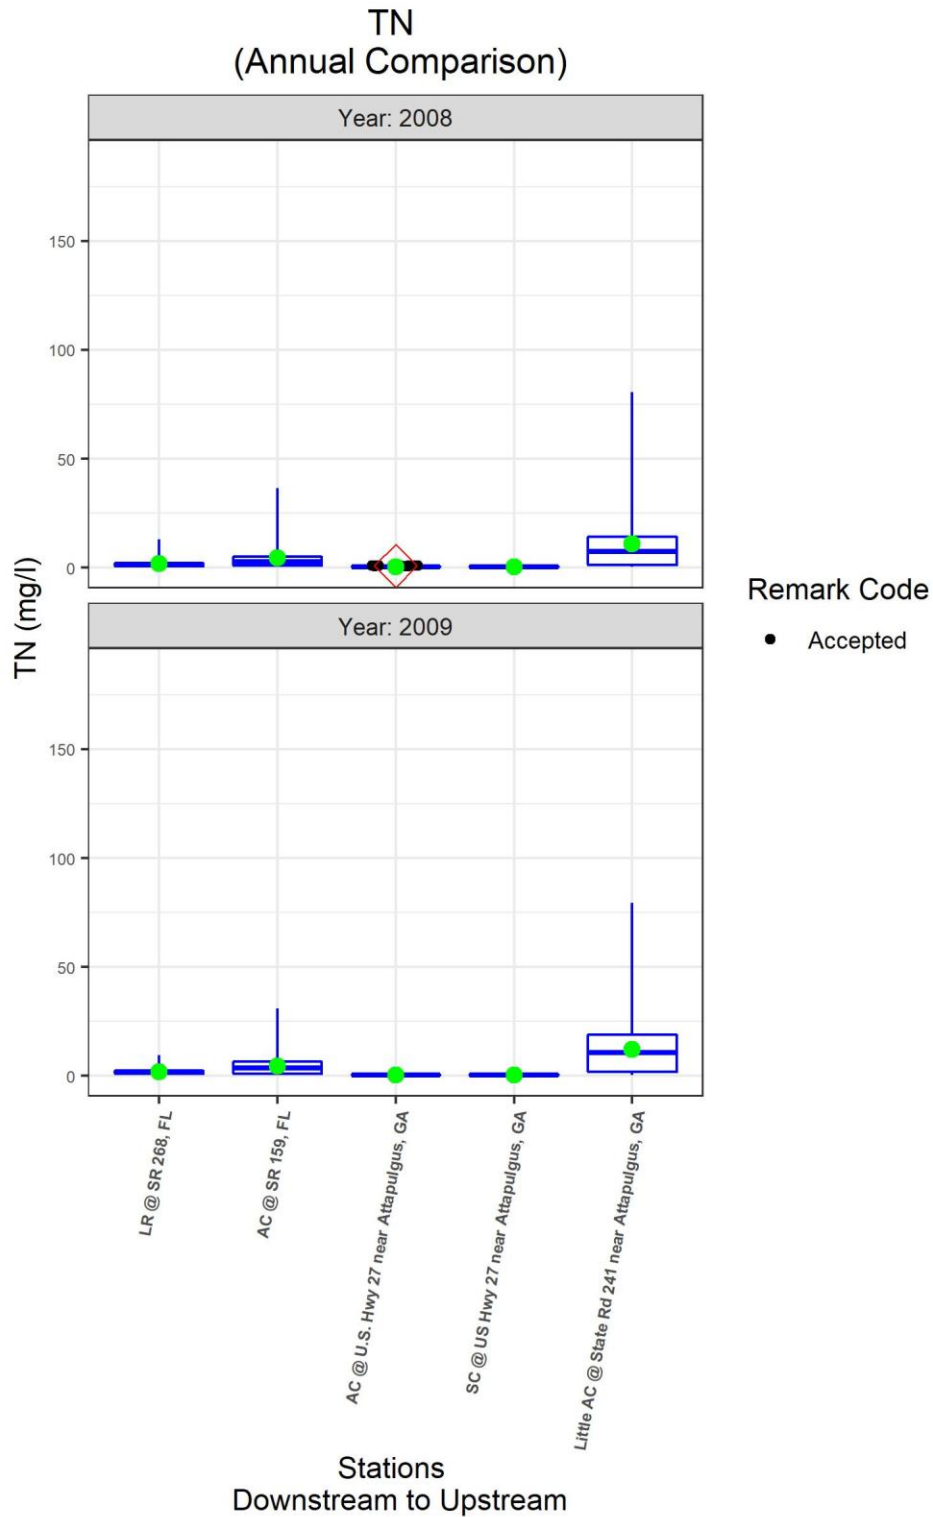 TN
(Annual Comparison)
Year: 2008
150
100
50
0
TN (mg/l)
Year: 2009
150
100
50
0
Remark Code
Accepted
LR @ SR 268, FL
AC @ SR 159, FL
AC @ U.S. Hwy 27 near Attapulgus, GA
SC @ US Hwy 27 near Attapulgus, GA
Little AC @ State Rd 241 near Attapulgus, GA
Stations
Downstream to Upstream